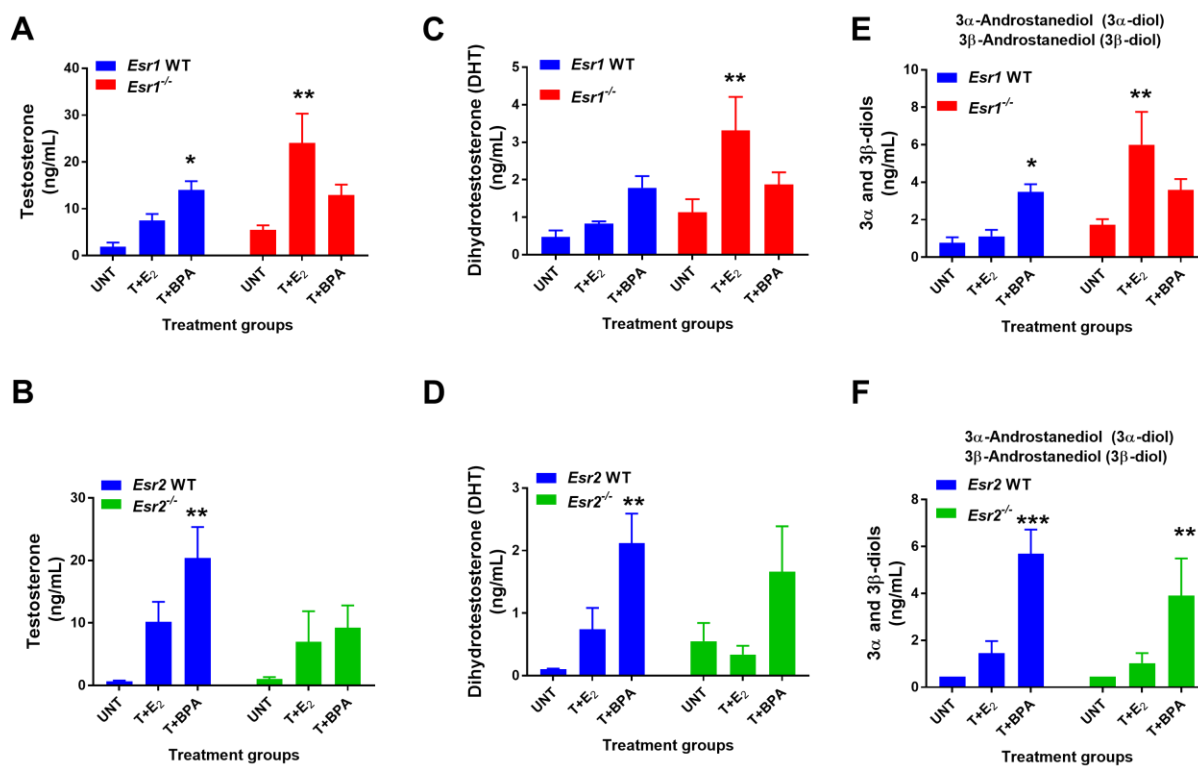 A
Esr1 WT
Esr1-/-
Testosterone
(ng/mL)
40
30
20
10
0
*
**
UNT
T+E2
T+BPA
UNT
T+E2
T+BPA
Treatment groups
C
Esr1 WT
Esr1-/-
Dihydrotestosterone (DHT)
(ng/mL)
5
4
3
2
1
0
**
UNT
T+E2
T+BPA
UNT
T+E2
T+BPA
Treatment groups
E
3α-Androstanediol (3α-diol)
3β-Androstanediol (3β-diol)
Esr1 WT
Esr1-/-
3α and 3β-diols
(ng/mL)
10
8
6
4
2
0
*
**
UNT
T+E2
T+BPA
UNT
T+E2
T+BPA
Treatment groups
B
Esr2 WT
Esr2-/-
Testosterone
(ng/mL)
30
20
10
0
**
UNT
T+E2
T+BPA
UNT
T+E2
T+BPA
Treatment groups
D
Esr2 WT
Esr2-/-
Dihydrotestosterone (DHT)
(ng/mL)
3
2
1
0
**
UNT
T+E2
T+BPA
UNT
T+E2
T+BPA
Treatment groups
F
3α-Androstanediol (3α-diol)
3β-Androstanediol (3β-diol)
Esr2 WT
Esr2-/-
3α and 3β-diols
(ng/mL)
8
6
4
2
0
***
**
UNT
T+E2
T+BPA
UNT
T+E2
T+BPA
Treatment groups